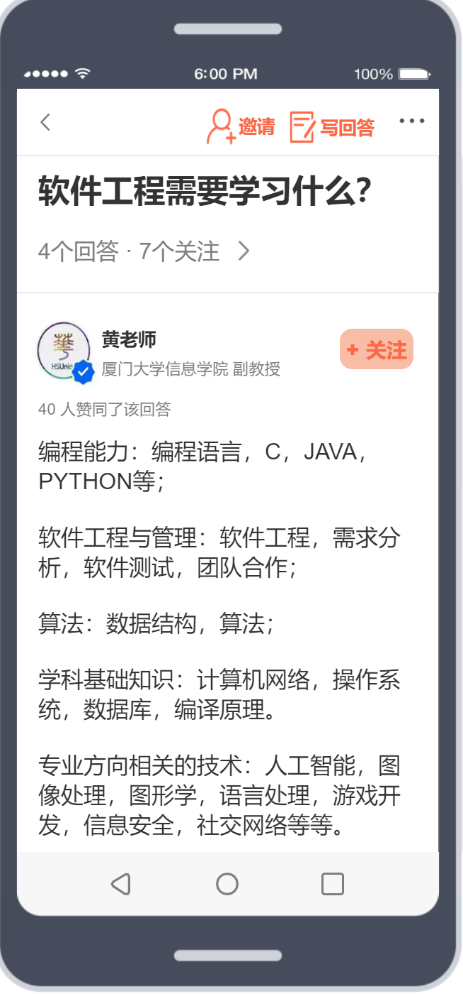 6:00 PM 100%
邀请 写回答
软件工程需要学习什么?
4个回答 · 7个关注
黄老师
厦门大学信息学院 副教授
+ 关注
40 人赞同了该回答
编程能力：编程语言，C，JAVA，
PYTHON等；
软件工程与管理：软件工程，需求分
析，软件测试，团队合作；
算法：数据结构，算法；
学科基础知识：计算机网络，操作系
统，数据库，编译原理。
专业方向相关的技术：人工智能，图
像处理，图形学，语言处理，游戏开
发，信息安全，社交网络等等。